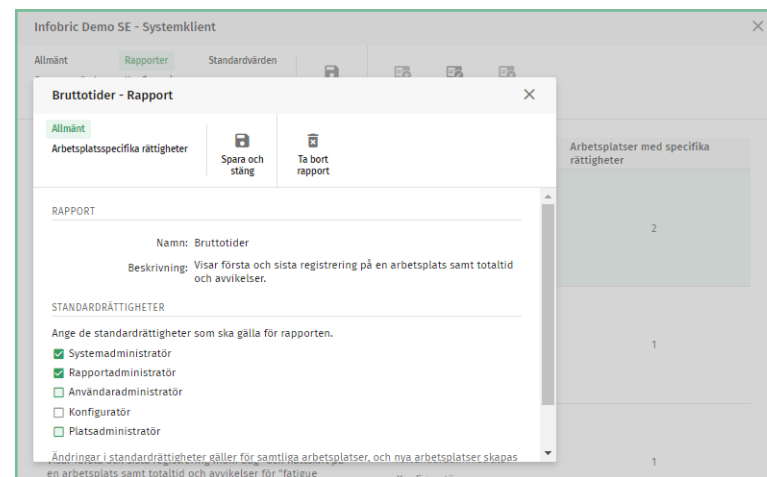 Infobric Demo SE - Systemklient
Allmänt Rapporter Standardvärden
Bruttotider - Rapport
Allmänt
Arbetsplatsspecifika rättigheter
Spara och stäng
Ta bort rapport
Arbetsplatser med specifika
rättigheter
RAPPORT
Namn: Bruttotider
Beskrivning: Visar första och sista registrering på en arbetsplats samt totaltid
och avvikelser.
2
STANDARDRÄTTIGHETER
Ange de standardrättigheter som ska gälla för rapporten.
Systemadministratör
Rapportadministratör
Användaradministratör
Konfiguratör
Platsadministratör
1
Ändringar i standardrättigheter gäller för samtliga arbetsplatser, och nya arbetsplatser skapas
en arbetsplats samt totaltid och avvikelser för "fatigue
1